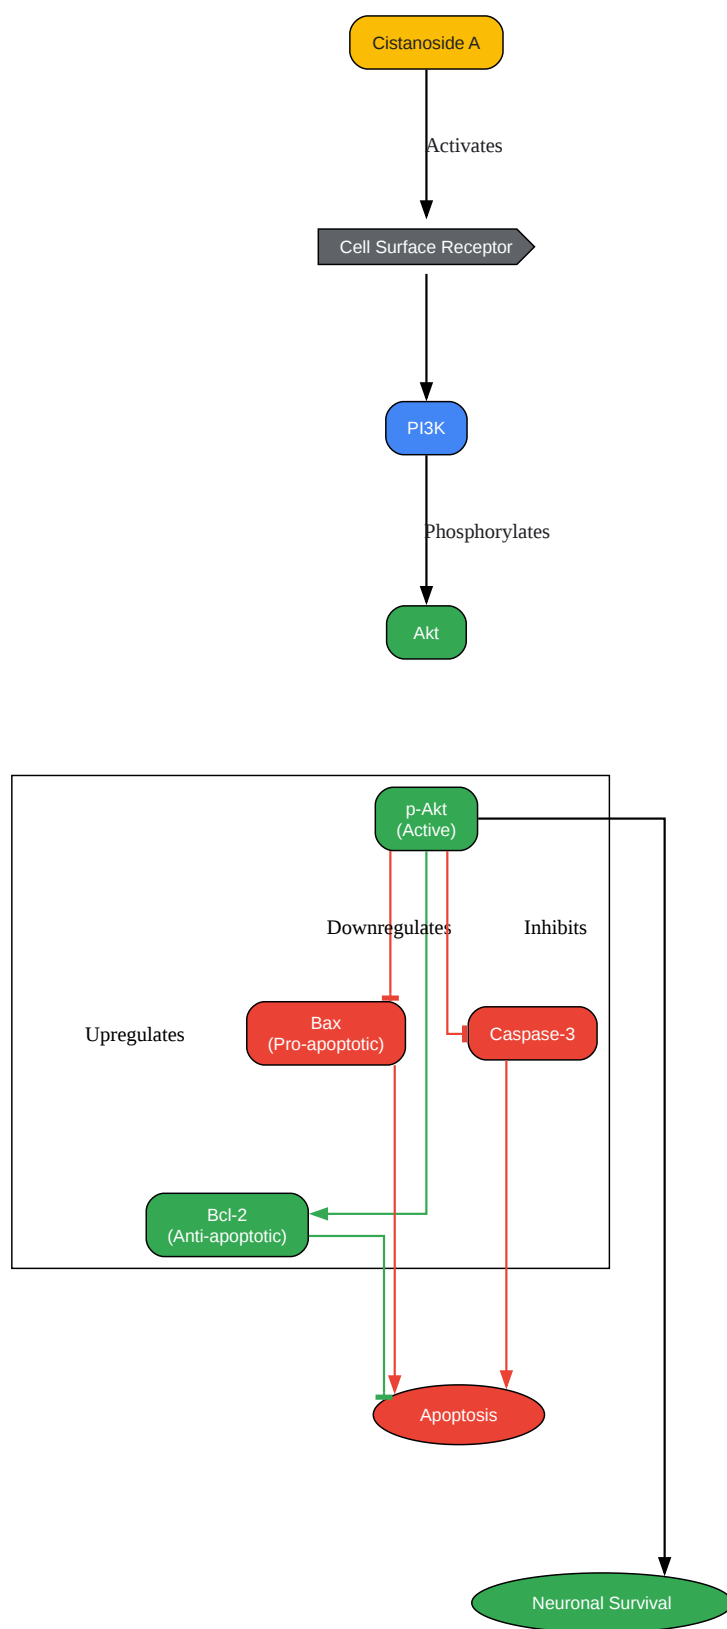 Cistanoside A
Activates
Cell Surface Receptor
PI3K
Phosphorylates
Akt
p-Akt
(Active)
Downregulates
Inhibits
Bax
(Pro-apoptotic)
Caspase-3
Upregulates
Bcl-2
(Anti-apoptotic)
Apoptosis
Neuronal Survival